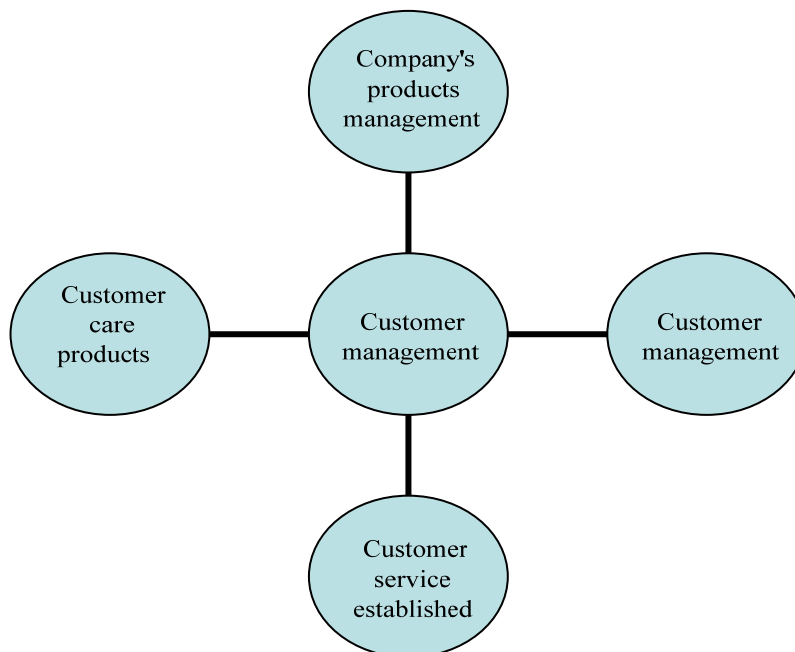 Company's
products
management
Customer
care
products
Customer
management
Customer
management
Customer
service
established